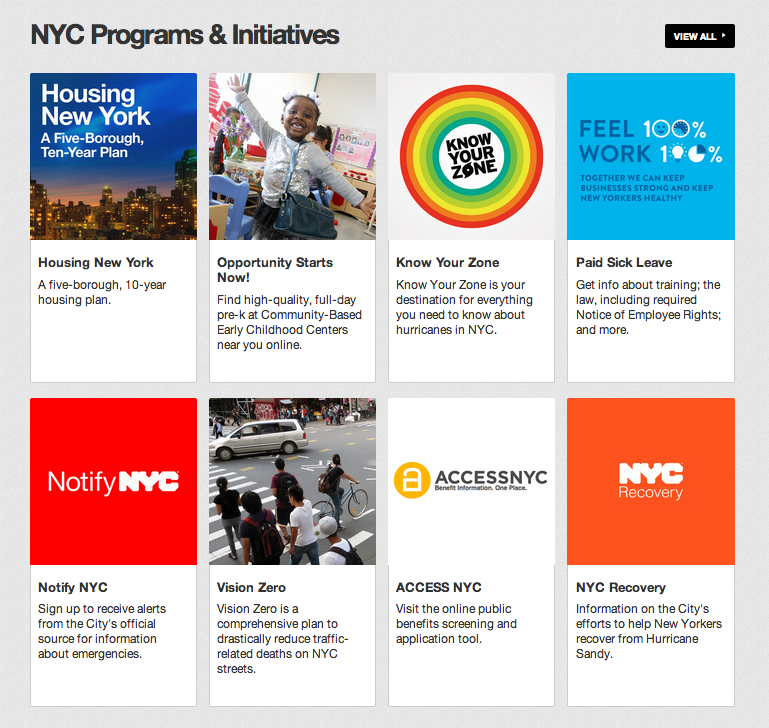 NYC Programs & Initiatives
VIEW ALL
Housing
New York
A Five-Borough,
Ten-Year Plan
KNOW
YOUR
ZONE
FEEL 100%
WORK 100%
TOGETHER WE CAN KEEP
BUSINESSES STRONG AND KEEP
NEW YORKERS HEALTHY
Housing New York
A five-borough, 10-year
housing plan.
Opportunity Starts
Now!
Find high-quality, full-day
pre-k at Community-Based
Early Childhood Centers
near you online.
Know Your Zone
Know Your Zone is your
destination for everything
you need to know about
hurricanes in NYC.
Paid Sick Leave
Get info about training; the
law, including required
Notice of Employee Rights;
and more.
Notify NYC
ACCESSNYC
Benefit Information. One Place.
NYC
Recovery
Notify NYC
Sign up to receive alerts
from the City's official
source for information
about emergencies.
Vision Zero
Vision Zero is a
comprehensive plan to
drastically reduce traffic-
related deaths on NYC
streets.
ACCESS NYC
Visit the online public
benefits screening and
application tool.
NYC Recovery
Information on the City's
efforts to help New Yorkers
recover from Hurricane
Sandy.